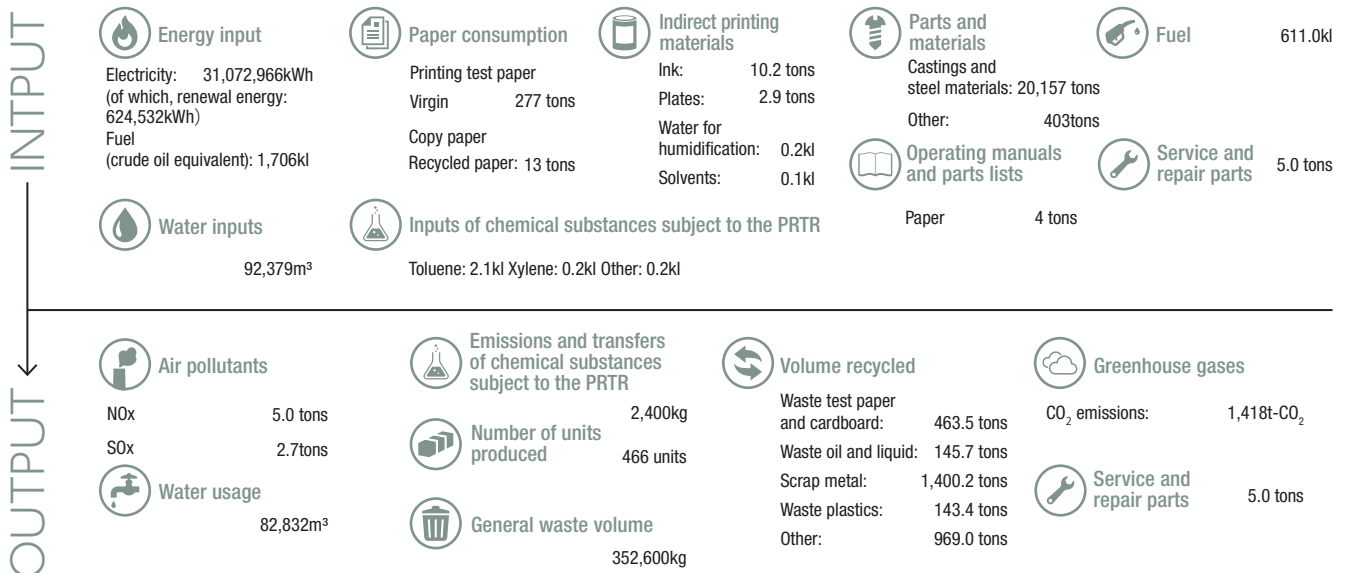 INTPUT
Energy input
Electricity: 31,072,966kWh
(of which, renewal energy:
624,532kWh)
Fuel
(crude oil equivalent): 1,706kl
Paper consumption
Printing test paper
Virgin 277 tons
Copy paper
Recycled paper: 13 tons
Indirect printing
materials
Ink: 10.2 tons
Plates: 2.9 tons
Water for
humidification: 0.2kl
Solvents: 0.1kl
Parts and
materials
Castings and
steel materials: 20,157 tons
Other: 403tons
Fuel 611.0kl
Operating manuals
and parts lists
Paper 4 tons
Service and
repair parts 5.0 tons
Water inputs
92,379m³
Inputs of chemical substances subject to the PRTR
Toluene: 2.1kl Xylene: 0.2kl Other: 0.2kl
OUTPUT
Air pollutants
NOx 5.0 tons
SOx 2.7tons
Water usage
82,832m³
Emissions and transfers
of chemical substances
subject to the PRTR
2,400kg
Number of units
produced 466 units
General waste volume
352,600kg
Volume recycled
Waste test paper
and cardboard: 463.5 tons
Waste oil and liquid: 145.7 tons
Scrap metal: 1,400.2 tons
Waste plastics: 143.4 tons
Other: 969.0 tons
Greenhouse gases
CO₂ emissions: 1,418t-CO₂
Service and
repair parts 5.0 tons